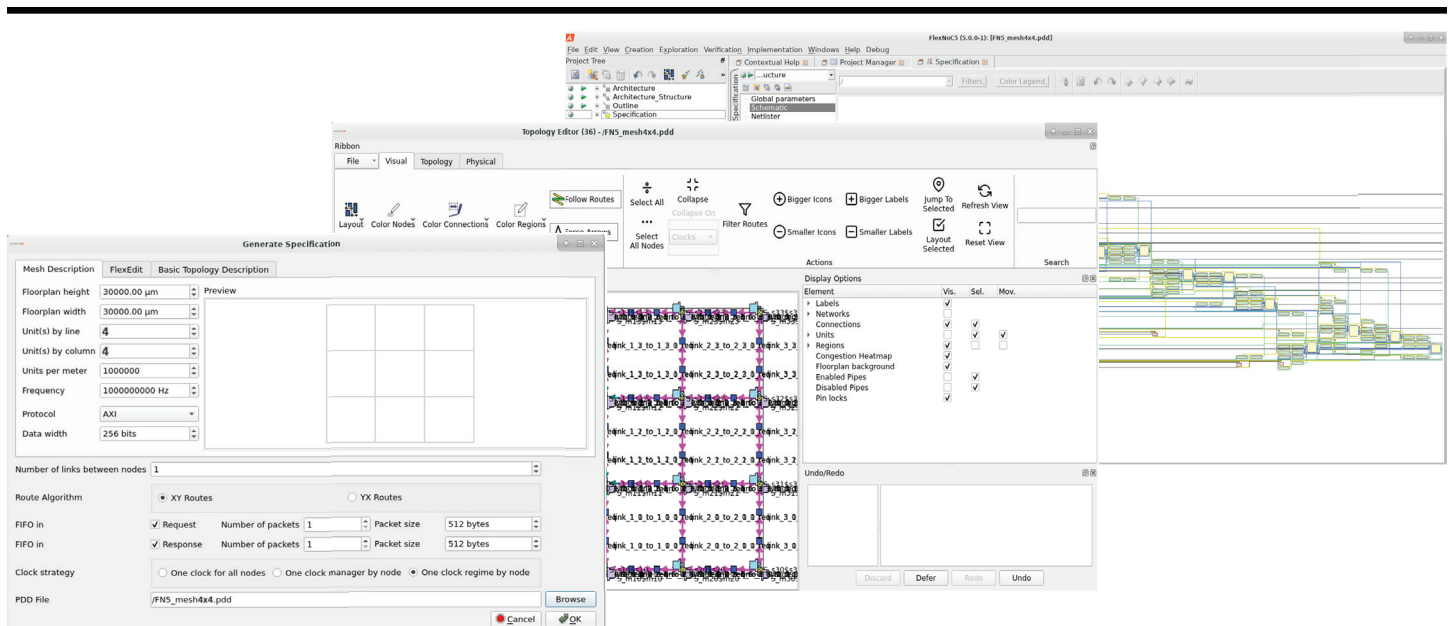 FlexNoC5 (5.0.0-1): [FN5_mesh4x4.pdd]
File Edit View Creation Exploration Verification Implementation Windows Help Debug
Project Tree
Contextual Help Project Manager Specification
...ucture / Filters. Color Legend.
Architecture
Architecture_Structure
Outline
Specification
Specification
Global parameters
Schematic
Netlister
Topology Editor (36) - /FN5_mesh4x4.pdd
Ribbon
File Visual Topology Physical
Layout Color Nodes Color Connections Color Regions
Follow Routes
Force Arrows
Select All
Select All Nodes
Collapse
Collapse On
Clocks
Filter Routes
Bigger Icons
Smaller Icons
Bigger Labels
Smaller Labels
Jump To Selected
Layout Selected
Refresh View
Reset View
Actions
Search
Display Options
Element Vis. Sel. Mov.
Labels
Networks
Connections
Units
Regions
Congestion Heatmap
Floorplan background
Enabled Pipes
Disabled Pipes
Pin locks
Undo/Redo
Discard Defer Redo Undo
Generate Specification
Mesh Description FlexEdit Basic Topology Description
Floorplan height 30000.00 µm
Floorplan width 30000.00 µm
Unit(s) by line 4
Unit(s) by column 4
Units per meter 1000000
Frequency 1000000000 Hz
Protocol AXI
Data width 256 bits
Preview
Number of links between nodes 1
Route Algorithm XY Routes YX Routes
FIFO in Request Number of packets 1 Packet size 512 bytes
FIFO in Response Number of packets 1 Packet size 512 bytes
Clock strategy One clock for all nodes One clock manager by node One clock regime by node
PDD File /FN5_mesh4x4.pdd Browse
Cancel OK